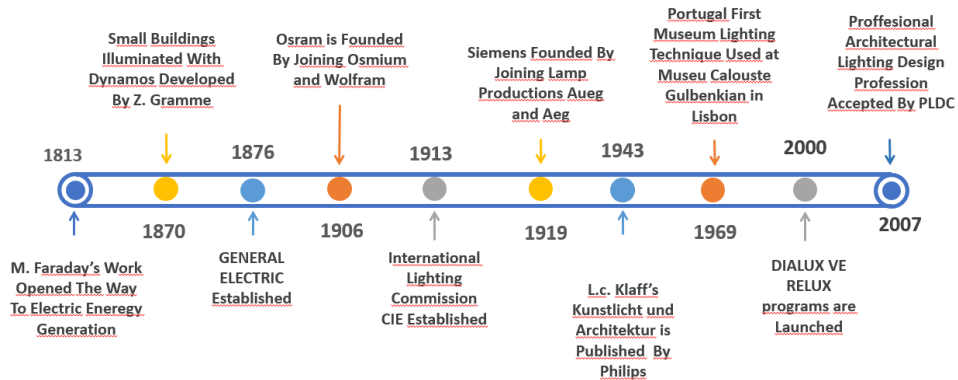 Small Buildings
Illuminated With
Dynamos Developed
By Z. Gramme
Osram is Founded
By Joining Osmium
and Wolfram
Siemens Founded By
Joining Lamp
Productions Aueg
and Aeg
Portugal First
Museum Lighting
Technique Used at
Museu Calouste
Gulbenkian in
Lisbon
Proffesional
Architectural
Lighting Design
Profession
Accepted By PLDC
1813
1876
1913
1943
2000
1870
1906
1919
1969
2007
M. Faraday's Work
Opened The Way
To Electric Eneregy
Generation
GENERAL
ELECTRIC
Established
International
Lighting
Commission
CIE Established
L.c. Klaff's
Kunstlicht und
Architektur is
Published By
Philips
DIALUX VE
RELUX
programs are
Launched